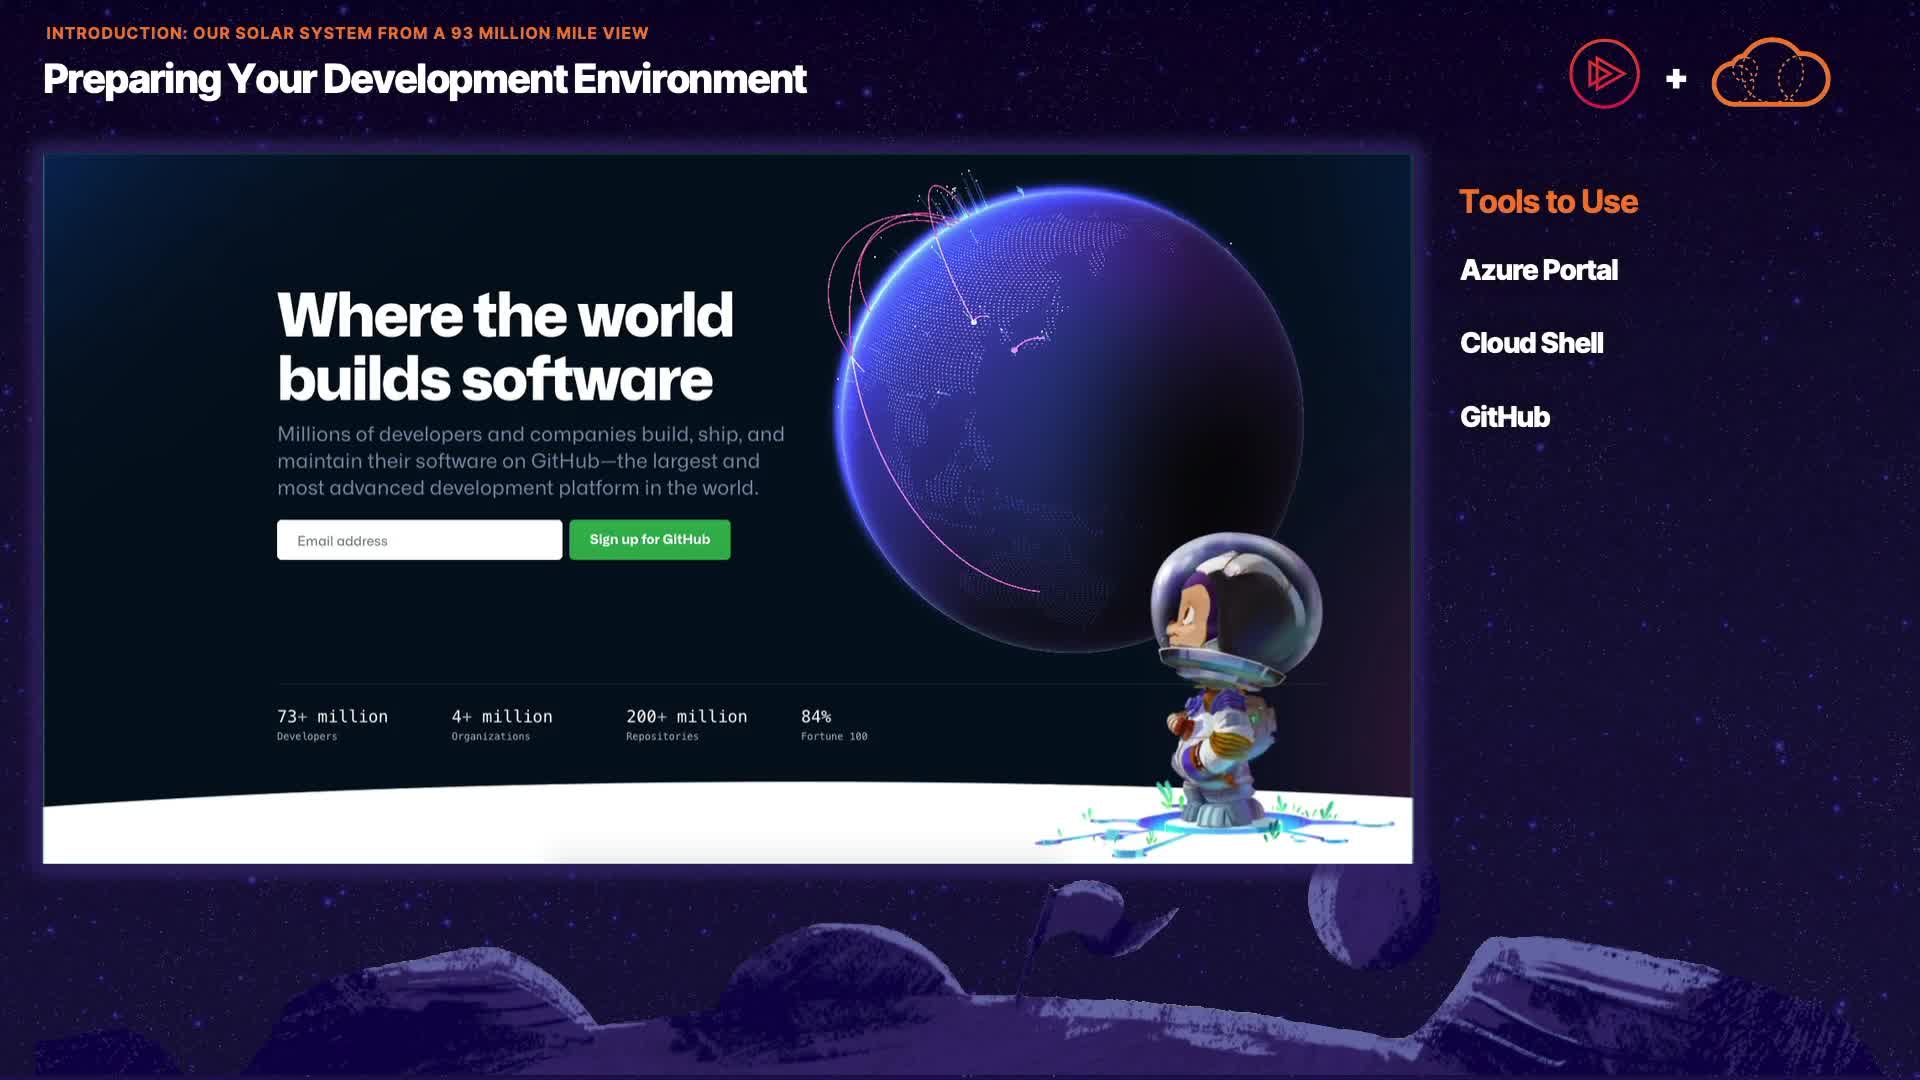 INTRODUCTION: OUR SOLAR SYSTEM FROM A 93 MILLION MILE VIEW
Preparing Your Development Environment
+
Where the world
builds software
Millions of developers and companies build, ship, and
maintain their software on GitHub—the largest and
most advanced development platform in the world.
Email address
Sign up for GitHub
73+ million
Developers
4+ million
Organizations
200+ million
Repositories
84%
Fortune 100
Tools to Use
Azure Portal
Cloud Shell
GitHub